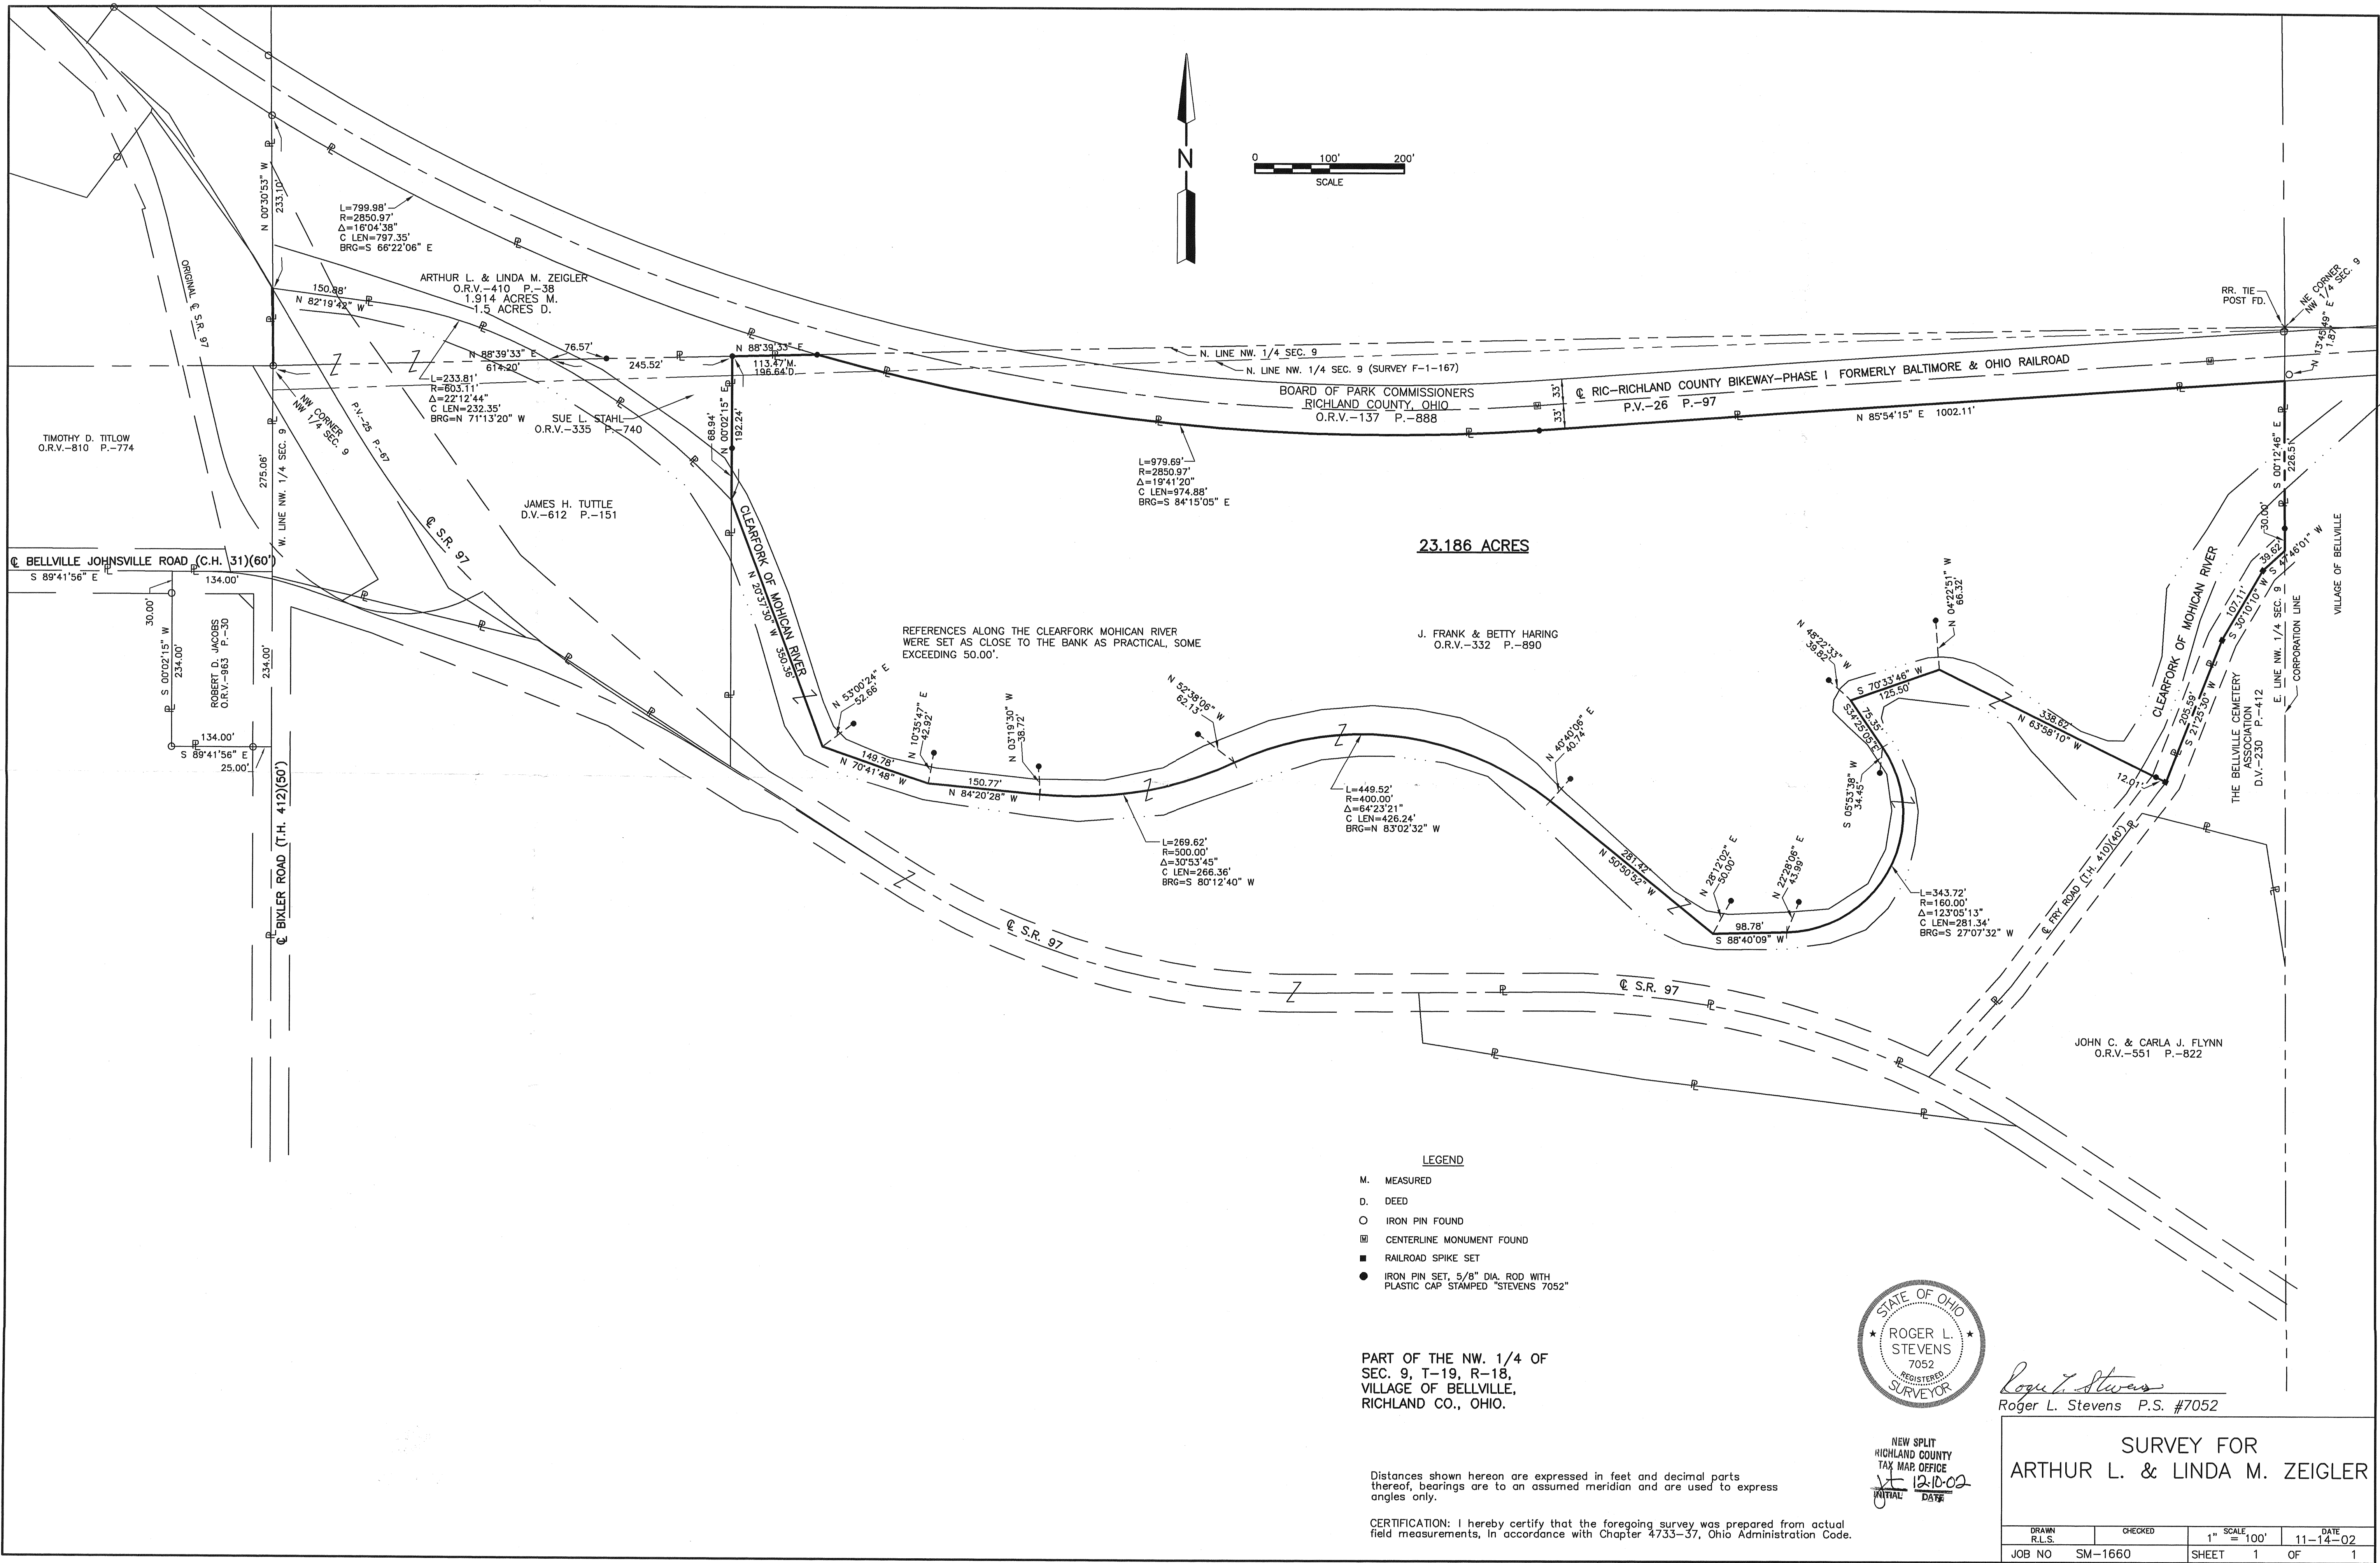 N 00°30'53" W
233.10'
L=799.98'
R=2850.97'
Δ=16°04'38"
C LEN=797.35'
BRG=S 66°22'06" E
ORIGINAL ℄ S.R. 97
150.88'
N 82°19'42" W
ARTHUR L. & LINDA M. ZEIGLER
O.R.V.-410 P.-38
1.914 ACRES M.
1.5 ACRES D.
N
0 100' 200'
SCALE
RR. TIE
POST FD.
NE CORNER
NW 1/4 SEC. 9
N 13°45'49" E
1.87'
N 88°39'33" E
614.20'
76.57'
245.52'
N 88°39'33" E
113.47'M.
196.64'D.
N. LINE NW. 1/4 SEC. 9
N. LINE NW. 1/4 SEC. 9 (SURVEY F-1-167)
BOARD OF PARK COMMISSIONERS
RICHLAND COUNTY, OHIO
O.R.V.-137 P.-888
33'
33'
℄ RIC-RICHLAND COUNTY BIKEWAY-PHASE I FORMERLY BALTIMORE & OHIO RAILROAD
P.V.-26 P.-97
N 85°54'15" E 1002.11'
L=233.81'
R=603.11'
Δ=22°12'44"
C LEN=232.35'
BRG=N 71°13'20" W
SUE L. STAHL
O.R.V.-335 P.-740
NW CORNER
NW 1/4 SEC. 9
P.V.-25 P.-67
TIMOTHY D. TITLOW
O.R.V.-810 P.-774
275.06'
W. LINE NW. 1/4 SEC. 9
68.94'
N 00°02'15" E
192.24'
L=979.69'
R=2850.97'
Δ=19°41'20"
C LEN=974.88'
BRG=S 84°15'05" E
JAMES H. TUTTLE
D.V.-612 P.-151
℄ S.R. 97
23.186 ACRES
S 00°12'46" E
226.51'
30.00'
39.62'
S 47°46'01" W
VILLAGE OF BELLVILLE
℄ BELLVILLE JOHNSVILLE ROAD (C.H. 31)(60')
S 89°41'56" E
134.00'
30.00'
S 00°02'15" W
234.00'
ROBERT D. JACOBS
O.R.V.-963 P.-30
234.00'
134.00'
S 89°41'56" E
25.00'
℄ BIXLER ROAD (T.H. 412)(50')
CLEARFORK OF MOHICAN RIVER
N 20°37'30" W
350.36'
REFERENCES ALONG THE CLEARFORK MOHICAN RIVER
WERE SET AS CLOSE TO THE BANK AS PRACTICAL, SOME
EXCEEDING 50.00'.
J. FRANK & BETTY HARING
O.R.V.-332 P.-890
N 53°00'24" E
52.66'
N 10°35'47" E
42.92'
N 03°19'30" W
38.72'
N 52°38'06" W
62.13'
N 40°40'06" E
40.74'
N 48°22'33" W
39.82'
N 04°22'51" W
66.32'
S 70°33'46" W
125.50'
75.35'
S34°25'05"E
S 05°53'38" W
34.45'
338.62'
N 63°58'10" W
CLEARFORK OF MOHICAN RIVER
107.11'
S 30°10'10" W
205.59'
S 21°25'30" W
12.01'
E. LINE NW. 1/4 SEC. 9
CORPORATION LINE
THE BELLVILLE CEMETERY
ASSOCIATION
D.V.-230 P.-412
149.78'
N 70°41'48" W
150.77'
N 84°20'28" W
L=269.62'
R=500.00'
Δ=30°53'45"
C LEN=266.36'
BRG=S 80°12'40" W
L=449.52'
R=400.00'
Δ=64°23'21"
C LEN=426.24'
BRG=N 83°02'32" W
281.42'
N 50°50'52" W
N 28°12'02" E
50.00'
N 22°28'06" E
43.99'
98.78'
S 88°40'09" W
L=343.72'
R=160.00'
Δ=123°05'13"
C LEN=281.34'
BRG=S 27°07'32" W
℄ FRY ROAD (T.H. 410)(40')
℄ S.R. 97
℄ S.R. 97
JOHN C. & CARLA J. FLYNN
O.R.V.-551 P.-822
LEGEND
M. MEASURED
D. DEED
IRON PIN FOUND
M CENTERLINE MONUMENT FOUND
RAILROAD SPIKE SET
IRON PIN SET, 5/8" DIA. ROD WITH
PLASTIC CAP STAMPED "STEVENS 7052"
PART OF THE NW. 1/4 OF
SEC. 9, T-19, R-18,
VILLAGE OF BELLVILLE,
RICHLAND CO., OHIO.
STATE OF OHIO
ROGER L.
STEVENS
7052
REGISTERED
SURVEYOR
Roger L. Stevens
Roger L. Stevens P.S. #7052
NEW SPLIT
RICHLAND COUNTY
TAX MAP OFFICE
12-10-02
INITIAL DATE
Distances shown hereon are expressed in feet and decimal parts
thereof, bearings are to an assumed meridian and are used to express
angles only.
CERTIFICATION: I hereby certify that the foregoing survey was prepared from actual
field measurements, In accordance with Chapter 4733-37, Ohio Administration Code.
SURVEY FOR
ARTHUR L. & LINDA M. ZEIGLER
DRAWN
R.L.S.
CHECKED
SCALE
1" = 100'
DATE
11-14-02
JOB NO SM-1660
SHEET 1 OF 1